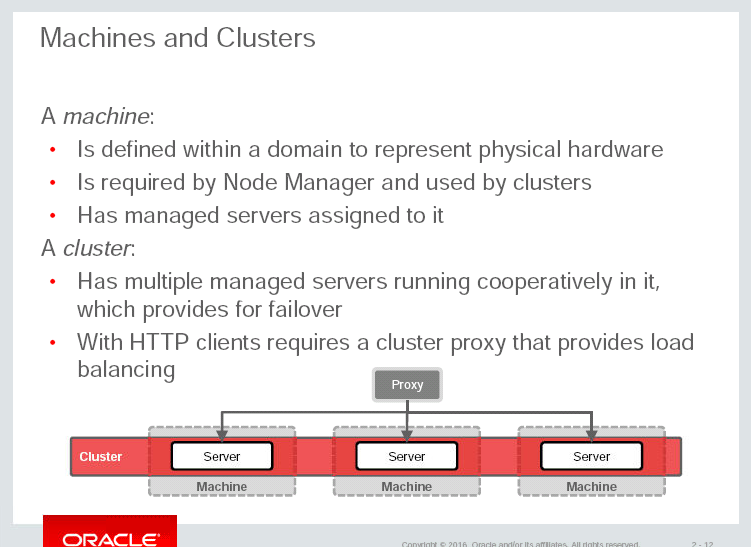 Machines and Clusters
A machine:
• Is defined within a domain to represent physical hardware
• Is required by Node Manager and used by clusters
• Has managed servers assigned to it
A cluster:
• Has multiple managed servers running cooperatively in it,
which provides for failover
• With HTTP clients requires a cluster proxy that provides load
balancing
Proxy
Cluster
Server
Server
Server
Machine
Machine
Machine
ORACLE
Copyright © 2016, Oracle and/or its affiliates. All rights reserved.
2 - 12